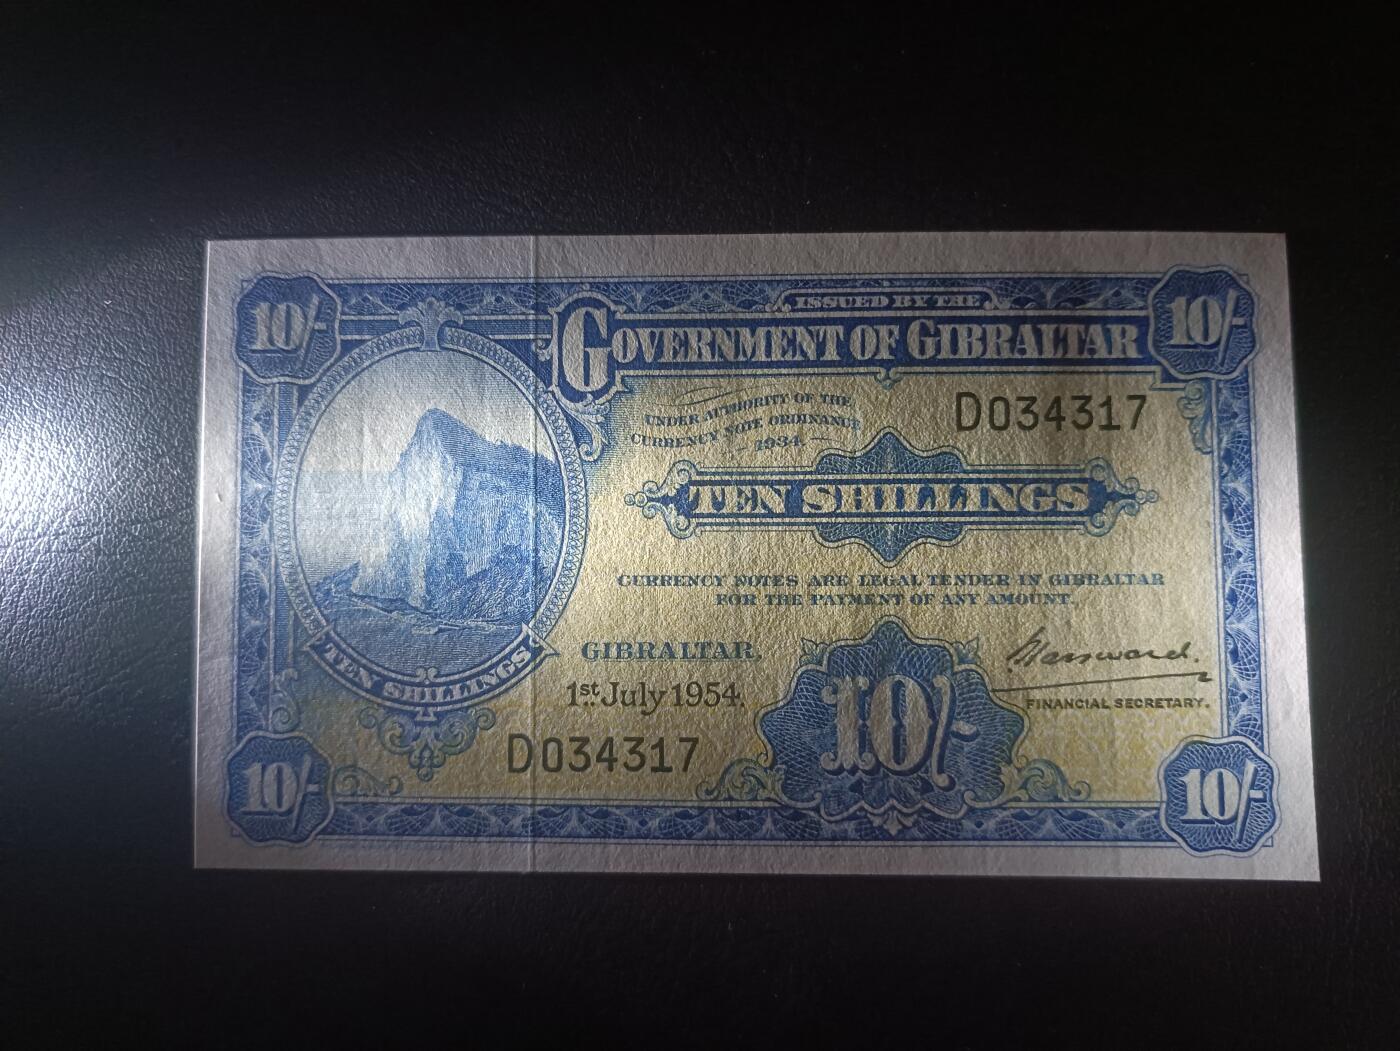 10/-
ISSUED BY THE
10/-
GOVERNMENT OF GIBRALTAR
UNDER AUTHORITY OF THE
CURRENCY NOTE ORDINANCE
1934.
D034317
TEN SHILLINGS
CURRENCY NOTES ARE LEGAL TENDER IN GIBRALTAR
FOR THE PAYMENT OF ANY AMOUNT.
TEN SHILLINGS
GIBRALTAR,
1st July 1954.
FINANCIAL SECRETARY.
D034317
10/-
10/-
10/-